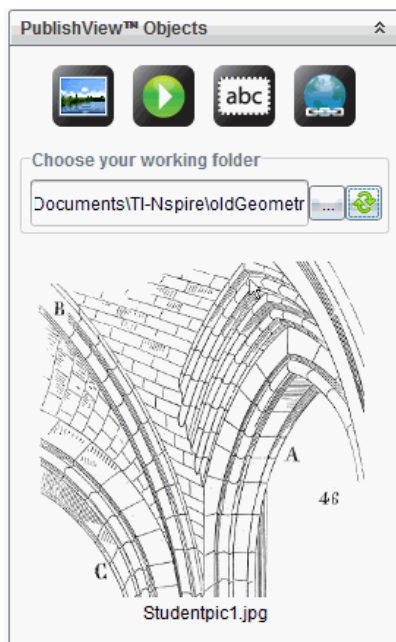 PublishView™ Objects
abc
Choose your working folder
Documents\TI-Nspire\oldGeometr
...
B
A
46
C
Studentpic1.jpg